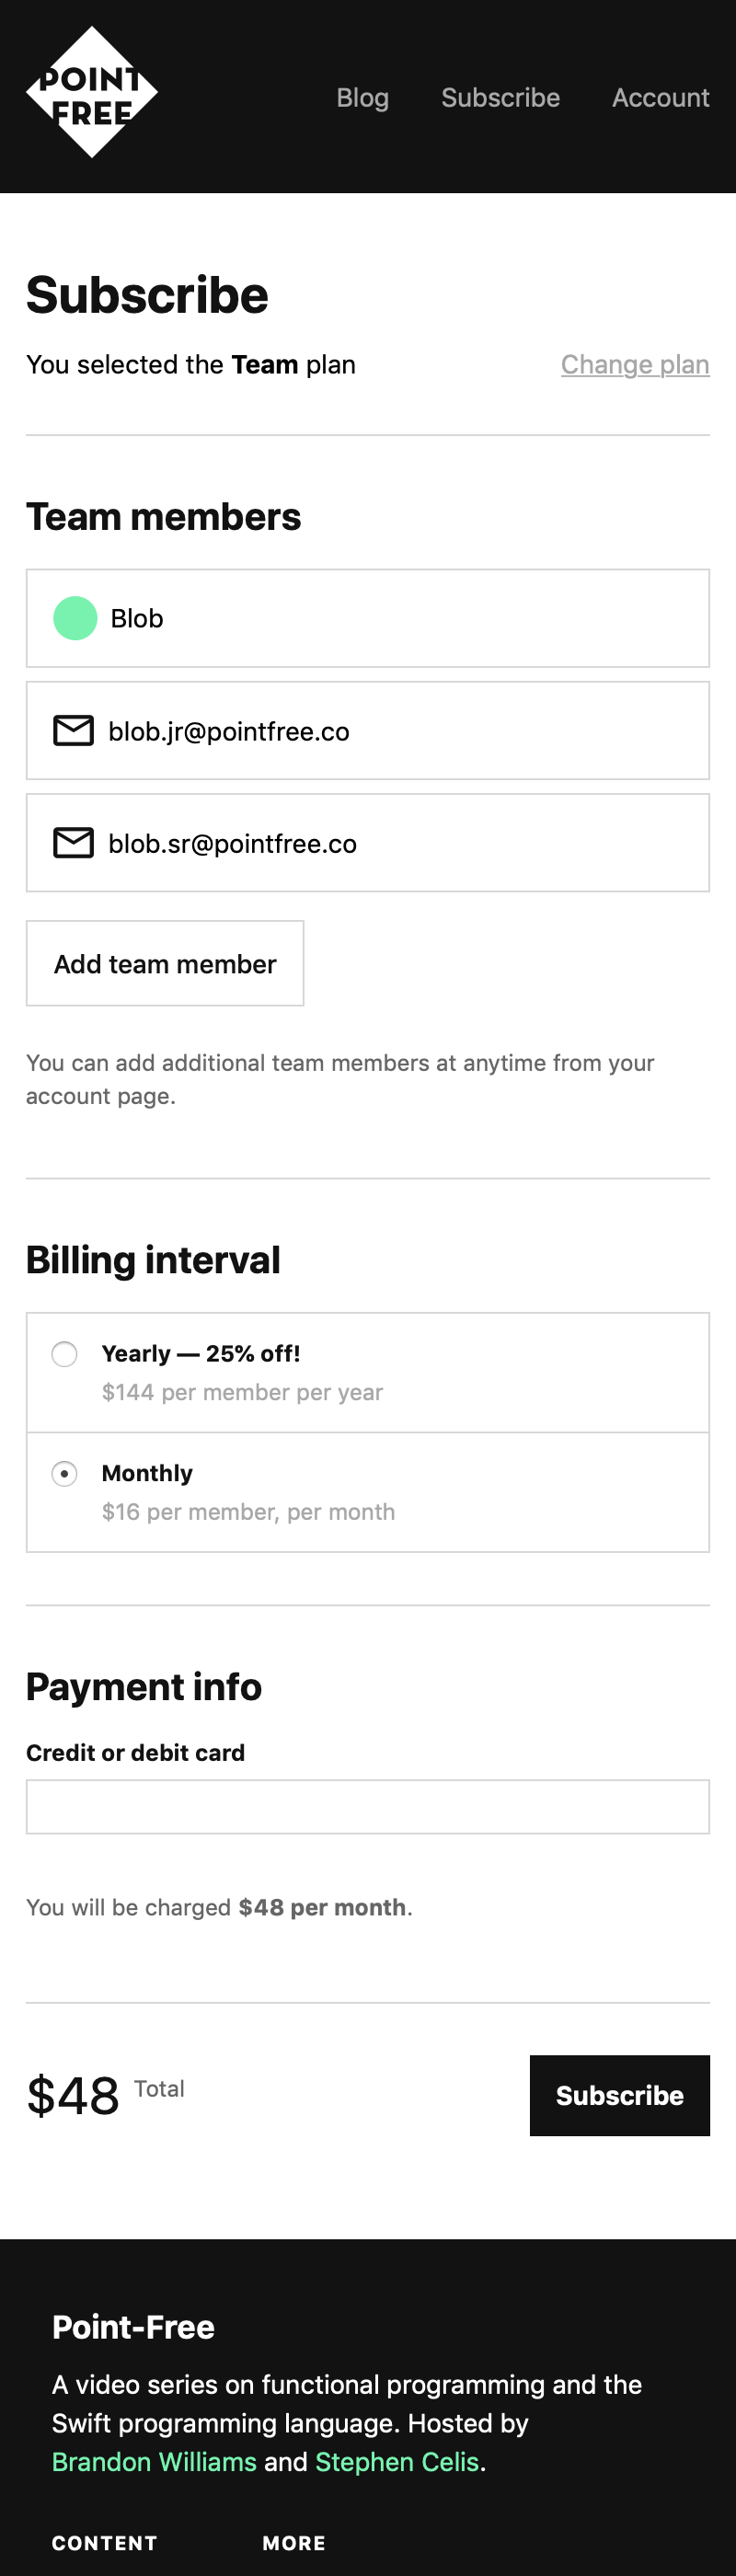 POINT
FREE
Blog Subscribe Account
Subscribe
You selected the Team plan Change plan
Team members
Blob
blob.jr@pointfree.co
blob.sr@pointfree.co
Add team member
You can add additional team members at anytime from your
account page.
Billing interval
Yearly — 25% off!
$144 per member per year
Monthly
$16 per member, per month
Payment info
Credit or debit card
You will be charged $48 per month.
$48 Total Subscribe
Point-Free
A video series on functional programming and the
Swift programming language. Hosted by
Brandon Williams and Stephen Celis.
CONTENT MORE